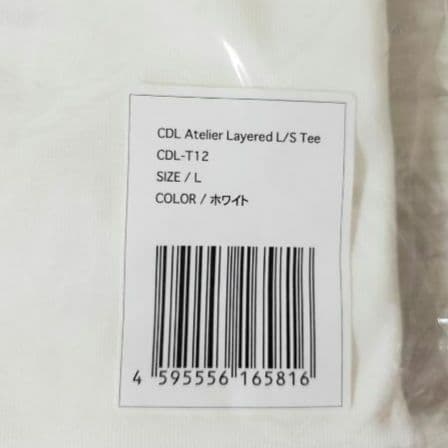 CDL Atelier Layered L/S Tee
CDL-T12
SIZE / L
COLOR / ホワイト
4 595556 165816